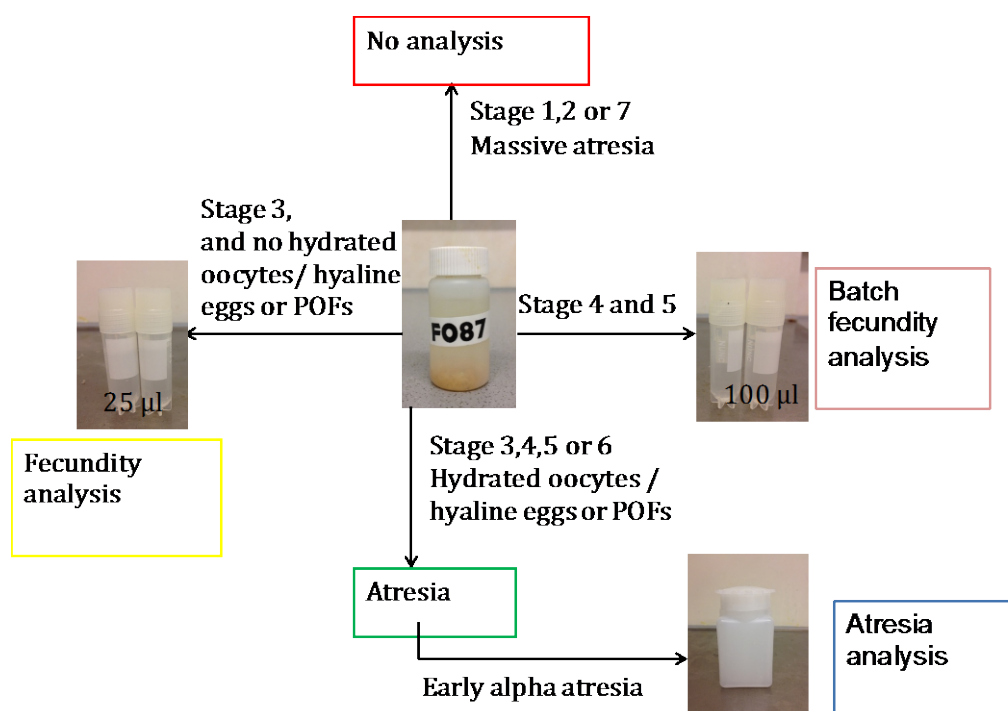 No analysis
Stage 1,2 or 7
Massive atresia
Stage 3,
and no hydrated
oocytes/ hyaline
eggs or POFs
25 µl
Fecundity
analysis
FO87
Stage 4 and 5
100 µl
Batch
fecundity
analysis
Stage 3,4,5 or 6
Hydrated oocytes /
hyaline eggs or POFs
Atresia
Early alpha atresia
Atresia
analysis